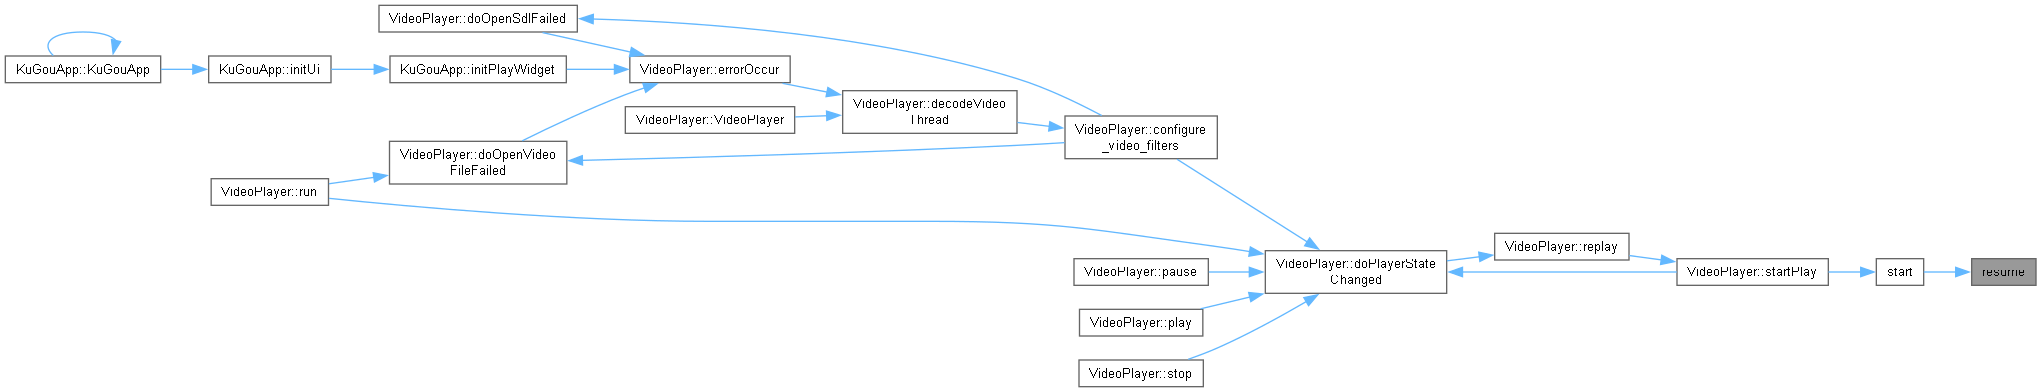 VideoPlayer::doOpenSdlFailed
KuGouApp::KuGouApp
KuGouApp::initUi
KuGouApp::initPlayWidget
VideoPlayer::errorOccur
VideoPlayer::decodeVideo
Thread
VideoPlayer::VideoPlayer
VideoPlayer::configure
_video_filters
VideoPlayer::doOpenVideo
FileFailed
VideoPlayer::run
VideoPlayer::doPlayerState
Changed
VideoPlayer::replay
VideoPlayer::pause
VideoPlayer::startPlay
start
resume
VideoPlayer::play
VideoPlayer::stop